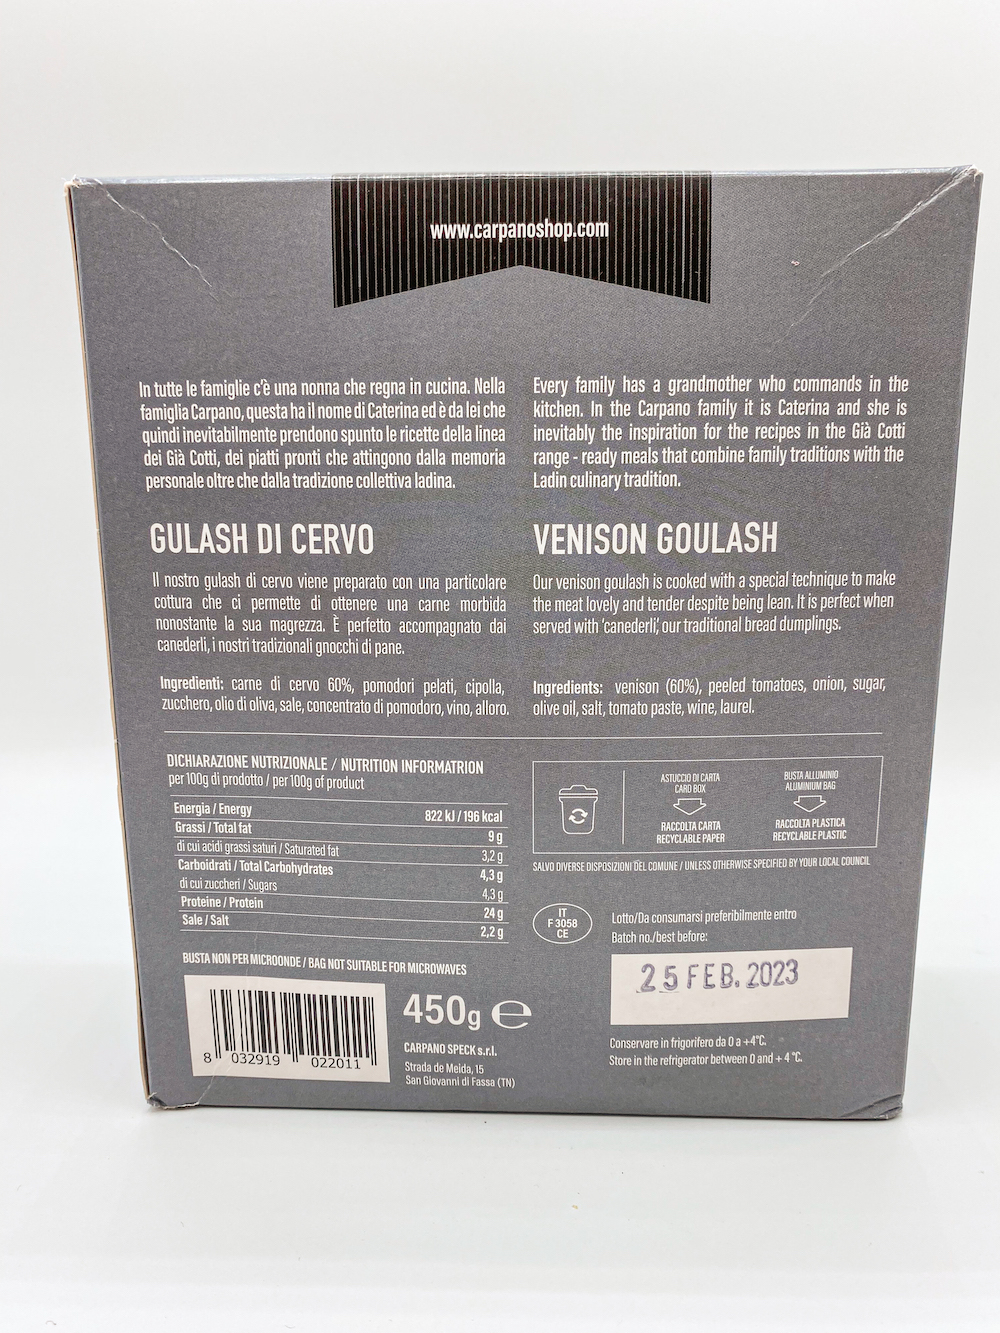 www.carpanoshop.com
In tutte le famiglie c'è una nonna che regna in cucina. Nella
famiglia Carpano, questa ha il nome di Caterina ed è da lei che
quindi inevitabilmente prendono spunto le ricette della linea
dei Già Cotti, dei piatti pronti che attingono dalla memoria
personale oltre che dalla tradizione collettiva ladina.
GULASH DI CERVO
Il nostro gulash di cervo viene preparato con una particolare
cottura che ci permette di ottenere una carne morbida
nonostante la sua magrezza. È perfetto accompagnato dai
canederli, i nostri tradizionali gnocchi di pane.
Ingredienti: carne di cervo 60%, pomodori pelati, cipolla,
zucchero, olio di oliva, sale, concentrato di pomodoro, vino, alloro.
Every family has a grandmother who commands in the
kitchen. In the Carpano family it is Caterina and she is
inevitably the inspiration for the recipes in the Già Cotti
range - ready meals that combine family traditions with the
Ladin culinary tradition.
VENISON GOULASH
Our venison goulash is cooked with a special technique to make
the meat lovely and tender despite being lean. It is perfect when
served with 'canederli', our traditional bread dumplings.
Ingredients: venison (60%), peeled tomatoes, onion, sugar,
olive oil, salt, tomato paste, wine, laurel.
DICHIARAZIONE NUTRIZIONALE / NUTRITION INFORMATRION
per 100g di prodotto / per 100g of product
Energia / Energy 822 kJ / 196 kcal
Grassi / Total fat 9 g
di cui acidi grassi saturi / Saturated fat 3,2 g
Carboidrati / Total Carbohydrates 4,3 g
di cui zuccheri / Sugars 4,3 g
Proteine / Protein 24 g
Sale / Salt 2,2 g
BUSTA NON PER MICROONDE / BAG NOT SUITABLE FOR MICROWAVES
8 032919 022011
450g e
CARPANO SPECK s.r.l.
Strada de Meida, 15
San Giovanni di Fassa (TN)
ASTUCCIO DI CARTA
CARD BOX
RACCOLTA CARTA
RECYCLABLE PAPER
BUSTA ALLUMINIO
ALUMINIUM BAG
RACCOLTA PLASTICA
RECYCLABLE PLASTIC
SALVO DIVERSE DISPOSIZIONI DEL COMUNE / UNLESS OTHERWISE SPECIFIED BY YOUR LOCAL COUNCIL
IT
F 3058
CE
Lotto/Da consumarsi preferibilmente entro
Batch no./best before:
25 FEB. 2023
Conservare in frigorifero da 0 a +4°C.
Store in the refrigerator between 0 and + 4 °C.